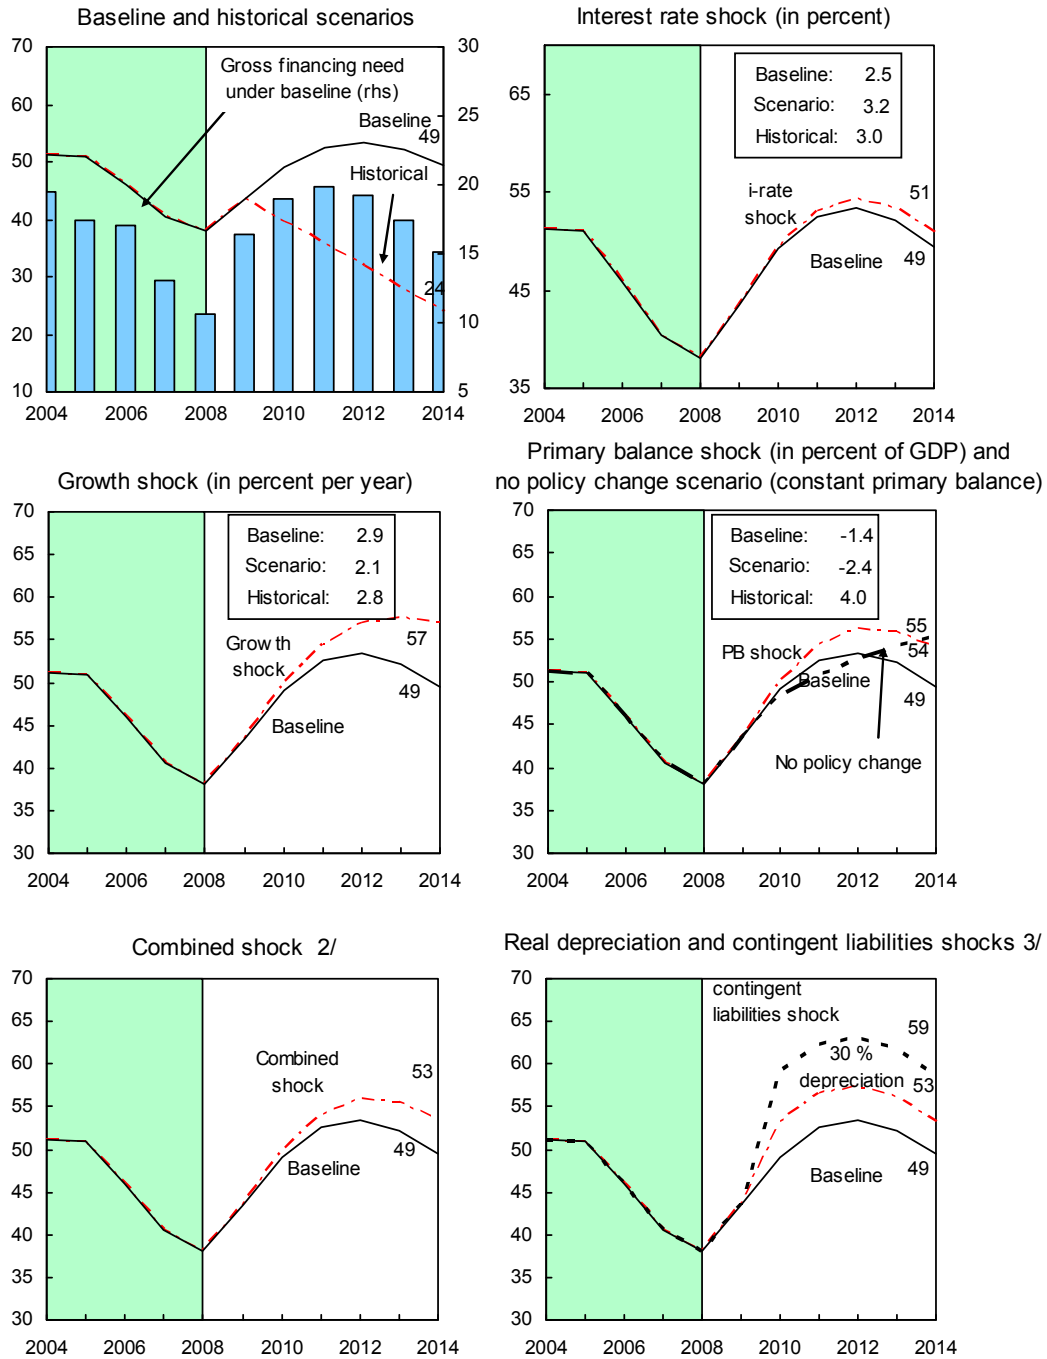 Baseline and historical scenarios
70
60
50
40
30
20
10
30
25
20
15
10
5
Gross financing need
under baseline (rhs)
Baseline
49
Historical
24
2004 2006 2008 2010 2012 2014
Interest rate shock (in percent)
65
55
45
35
Baseline: 2.5
Scenario: 3.2
Historical: 3.0
i-rate
shock
51
Baseline
49
2004 2006 2008 2010 2012 2014
Growth shock (in percent per year)
70
65
60
55
50
45
40
35
30
Baseline: 2.9
Scenario: 2.1
Historical: 2.8
Growth
shock
57
49
Baseline
2004 2006 2008 2010 2012 2014
Primary balance shock (in percent of GDP) and
no policy change scenario (constant primary balance)
70
65
60
55
50
45
40
35
30
Baseline: -1.4
Scenario: -2.4
Historical: 4.0
55
PB shock
54
Baseline
49
No policy change
2004 2006 2008 2010 2012 2014
Combined shock 2/
70
65
60
55
50
45
40
35
30
Combined
shock
53
49
Baseline
2004 2006 2008 2010 2012 2014
Real depreciation and contingent liabilities shocks 3/
70
65
60
55
50
45
40
35
30
contingent
liabilities shock
59
30 %
depreciation
53
Baseline
49
2004 2006 2008 2010 2012 2014